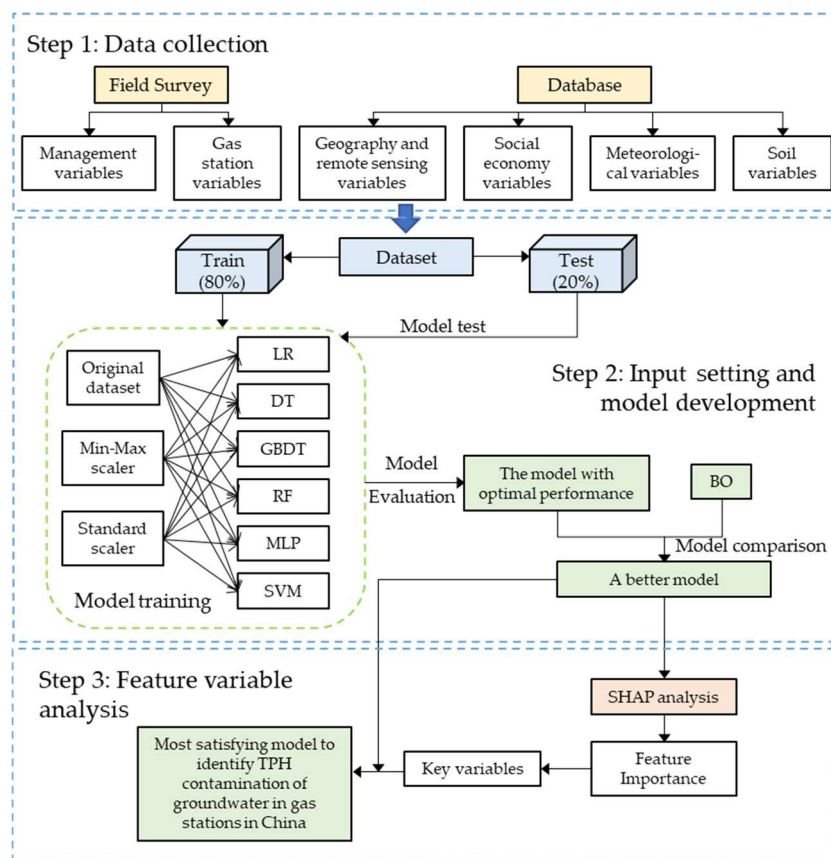 Step 1: Data collection
Field Survey
Database
Management
variables
Gas
station
variables
Geography and
remote sensing
variables
Social
economy
variables
Meteorologi-
cal variables
Soil
variables
Train
(80%)
Dataset
Test
(20%)
Model test
Original
dataset
Min-Max
scaler
Standard
scaler
LR
DT
GBDT
RF
MLP
SVM
Model training
Step 2: Input setting and
model development
Model
Evaluation
The model with
optimal performance
BO
Model comparison
A better model
Step 3: Feature variable
analysis
SHAP analysis
Feature
Importance
Key variables
Most satisfying model to
identify TPH
contamination of
groundwater in gas
stations in China